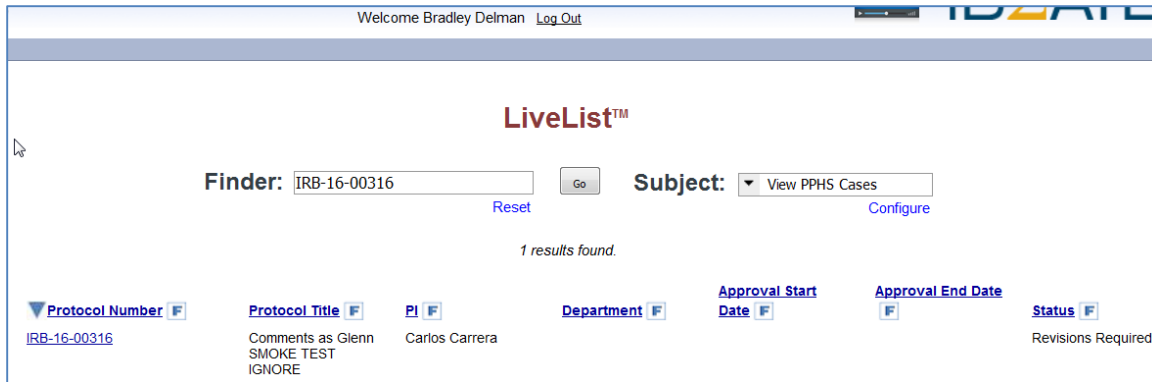 Welcome Bradley Delman Log Out
LiveList™
Finder: IRB-16-00316 Go Subject: View PPHS Cases
Reset Configure
1 results found.
Protocol Number F Protocol Title F PI F Department F Approval Start Date F Approval End Date F Status F
IRB-16-00316 Comments as Glenn Carlos Carrera Revisions Required
SMOKE TEST
IGNORE